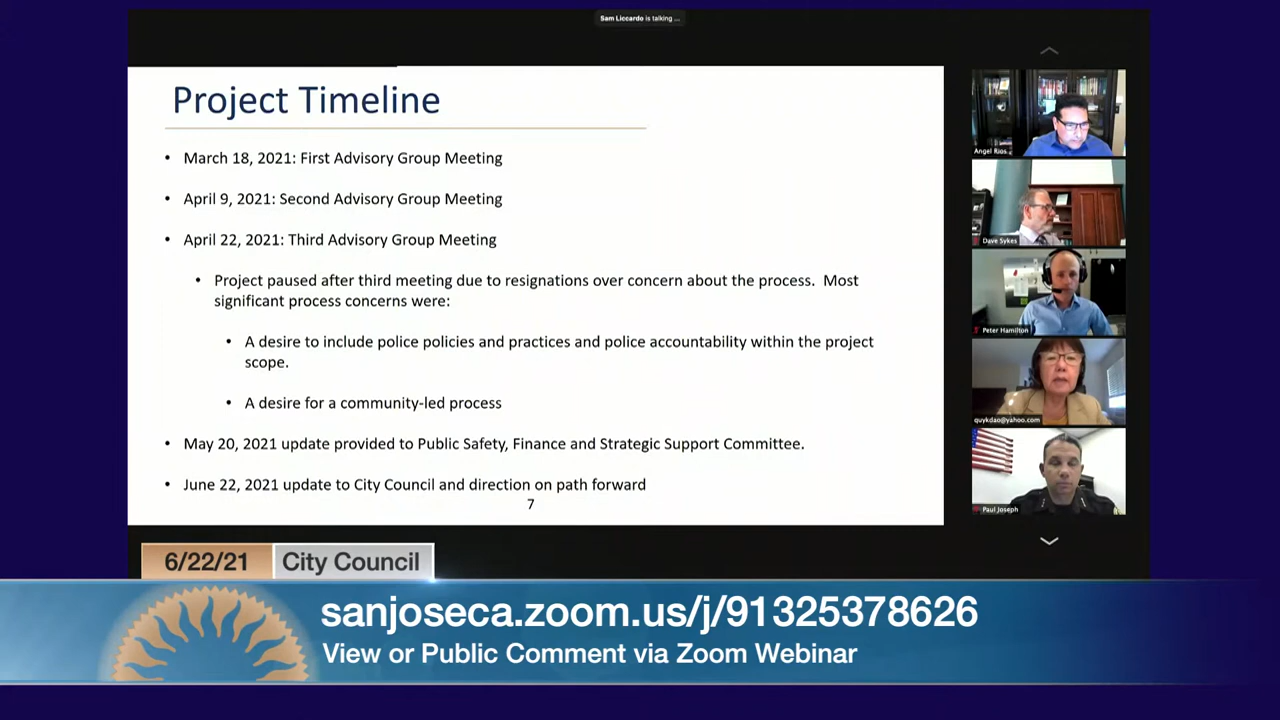 Sam Liccardo is talking ...
Project Timeline
• March 18, 2021: First Advisory Group Meeting
• April 9, 2021: Second Advisory Group Meeting
• April 22, 2021: Third Advisory Group Meeting
• Project paused after third meeting due to resignations over concern about the process. Most
significant process concerns were:
• A desire to include police policies and practices and police accountability within the project
scope.
• A desire for a community-led process
• May 20, 2021 update provided to Public Safety, Finance and Strategic Support Committee.
• June 22, 2021 update to City Council and direction on path forward
7
Angel Rios
Dave Sykes
Peter Hamilton
quykdao@yahoo.com
Paul Joseph
6/22/21 City Council
sanjoseca.zoom.us/j/91325378626
View or Public Comment via Zoom Webinar